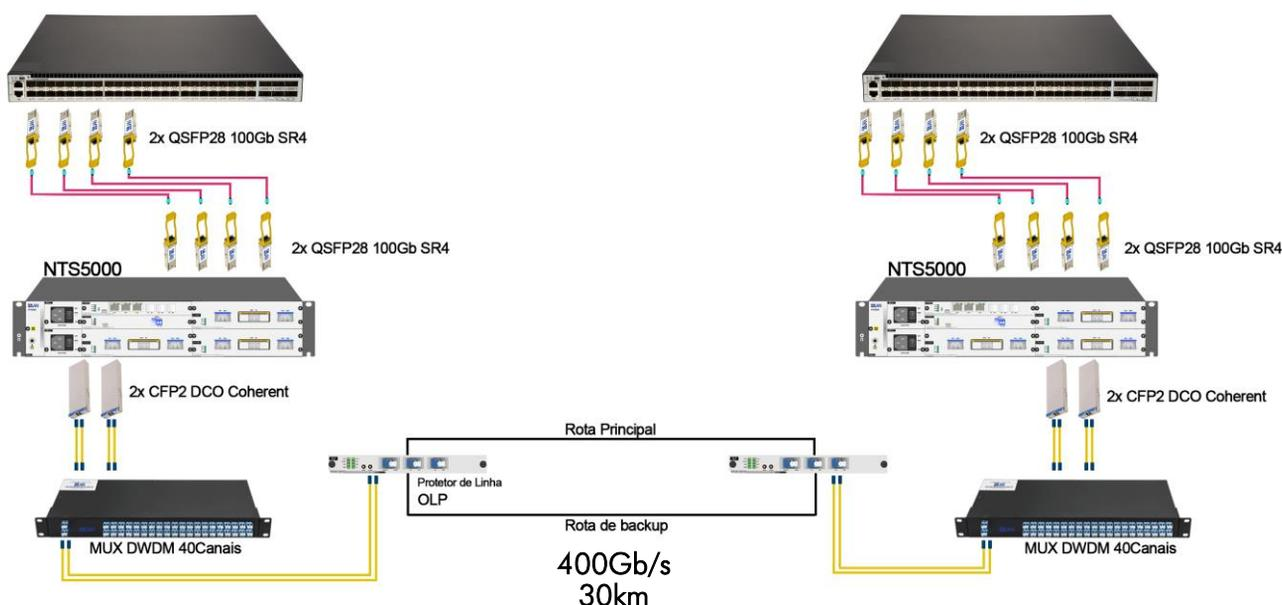 2x QSFP28 100Gb SR4
2x QSFP28 100Gb SR4
2x QSFP28 100Gb SR4
2x QSFP28 100Gb SR4
NTS5000
NTS5000
2x CFP2 DCO Coherent
2x CFP2 DCO Coherent
Rota Principal
Protetor de Linha
OLP
Rota de backup
MUX DWDM 40Canais
MUX DWDM 40Canais
400Gb/s
30km